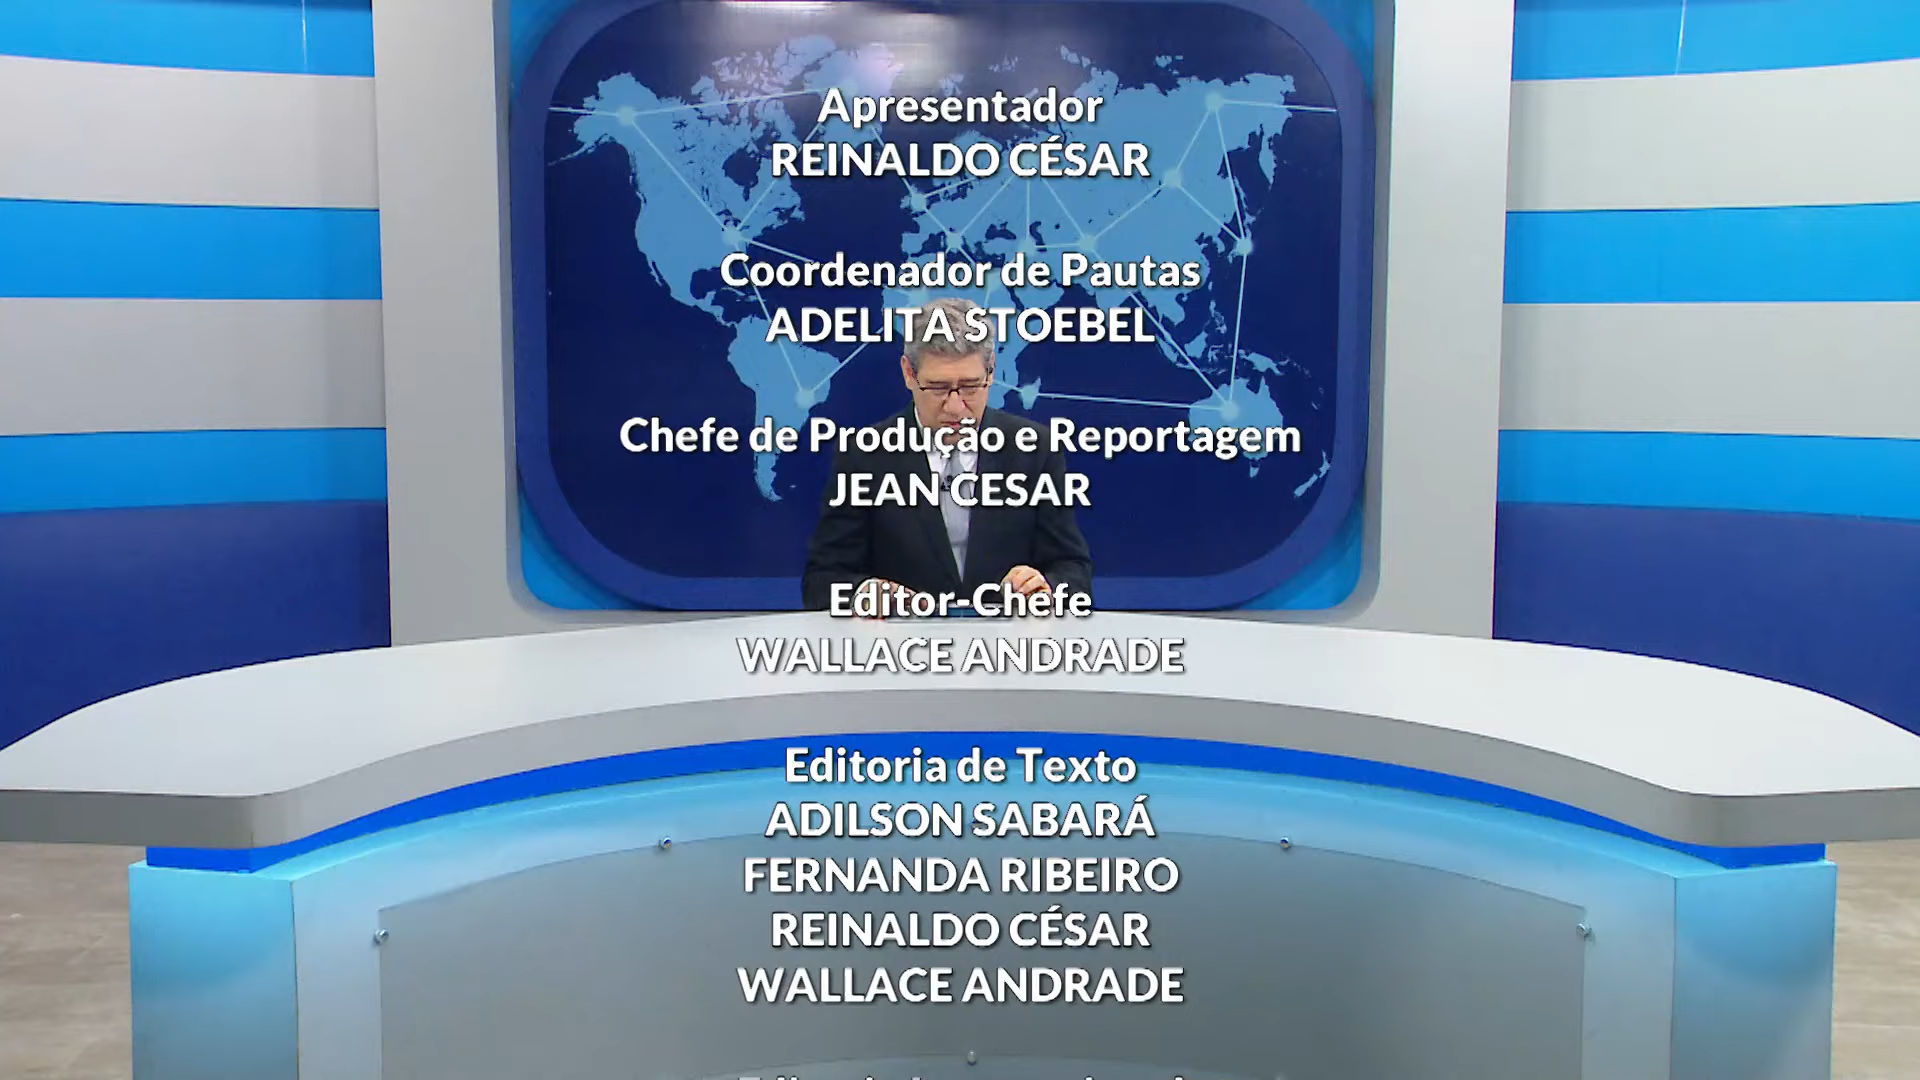 Apresentador
REINALDO CÉSAR
Coordenador de Pautas
ADELITA STOEBEL
Chefe de Produção e Reportagem
JEAN CESAR
Editor-Chefe
WALLACE ANDRADE
Editoria de Texto
ADILSON SABARÁ
FERNANDA RIBEIRO
REINALDO CÉSAR
WALLACE ANDRADE